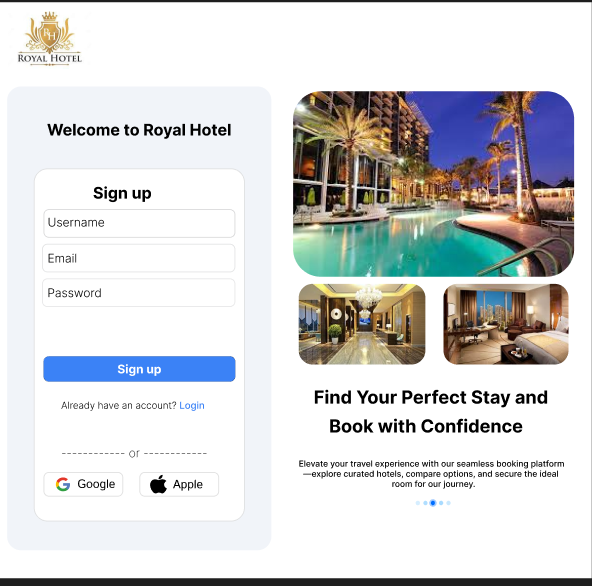 RH
ROYAL HOTEL
Welcome to Royal Hotel
Sign up
Username
Email
Password
Sign up
Already have an account? Login
------------ or ------------
Google
Apple
Find Your Perfect Stay and
Book with Confidence
Elevate your travel experience with our seamless booking platform
—explore curated hotels, compare options, and secure the ideal
room for our journey.